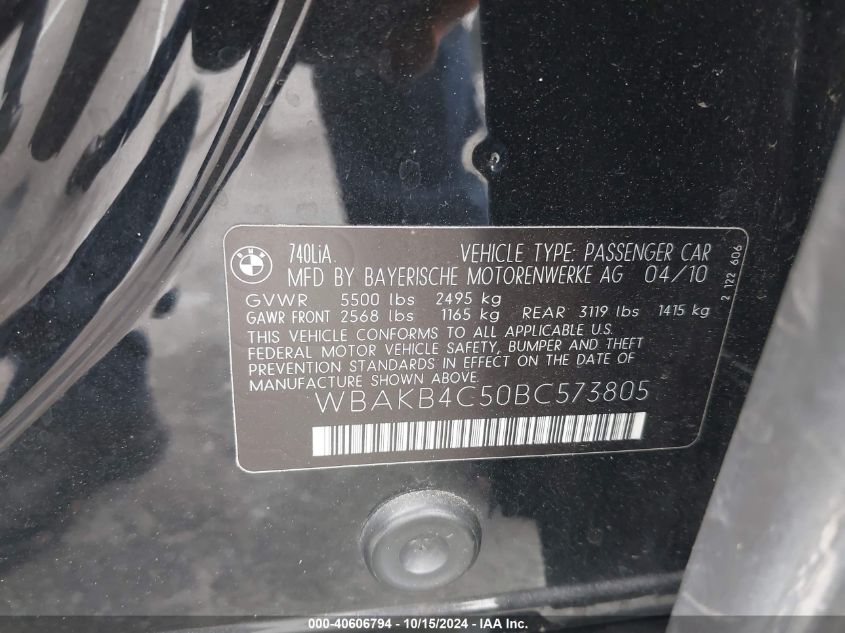 BMW
740LiA VEHICLE TYPE: PASSENGER CAR
MFD BY BAYERISCHE MOTORENWERKE AG 04/10
GVWR 5500 lbs 2495 kg
GAWR FRONT 2568 lbs 1165 kg REAR 3119 lbs 1415 kg
THIS VEHICLE CONFORMS TO ALL APPLICABLE U.S.
FEDERAL MOTOR VEHICLE SAFETY, BUMPER AND THEFT
PREVENTION STANDARDS IN EFFECT ON THE DATE OF
MANUFACTURE SHOWN ABOVE
WBAKB4C50BC573805
2 122 606
000-40606794 - 10/15/2024 - IAA Inc.